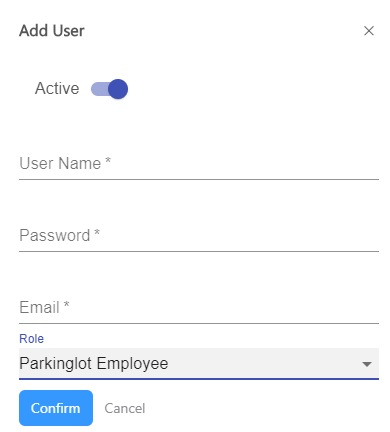 Add User
Active
User Name *
Password *
Email *
Role
Parkinglot Employee
Confirm Cancel